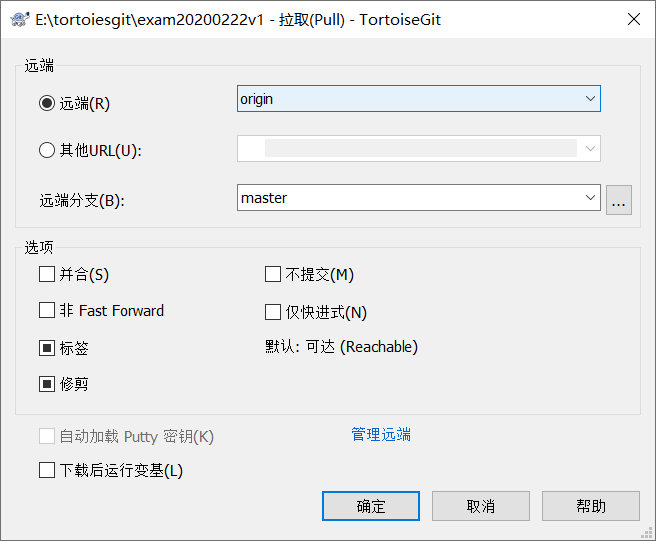 E:\tortoiesgit\exam20200222v1 - 拉取(Pull) - TortoiseGit
远端
远端(R)
origin
其他URL(U):
远端分支(B):
master
...
选项
并合(S)
不提交(M)
非 Fast Forward
仅快进式(N)
标签
默认: 可达 (Reachable)
修剪
自动加载 Putty 密钥(K)
管理远端
下载后运行变基(L)
确定
取消
帮助